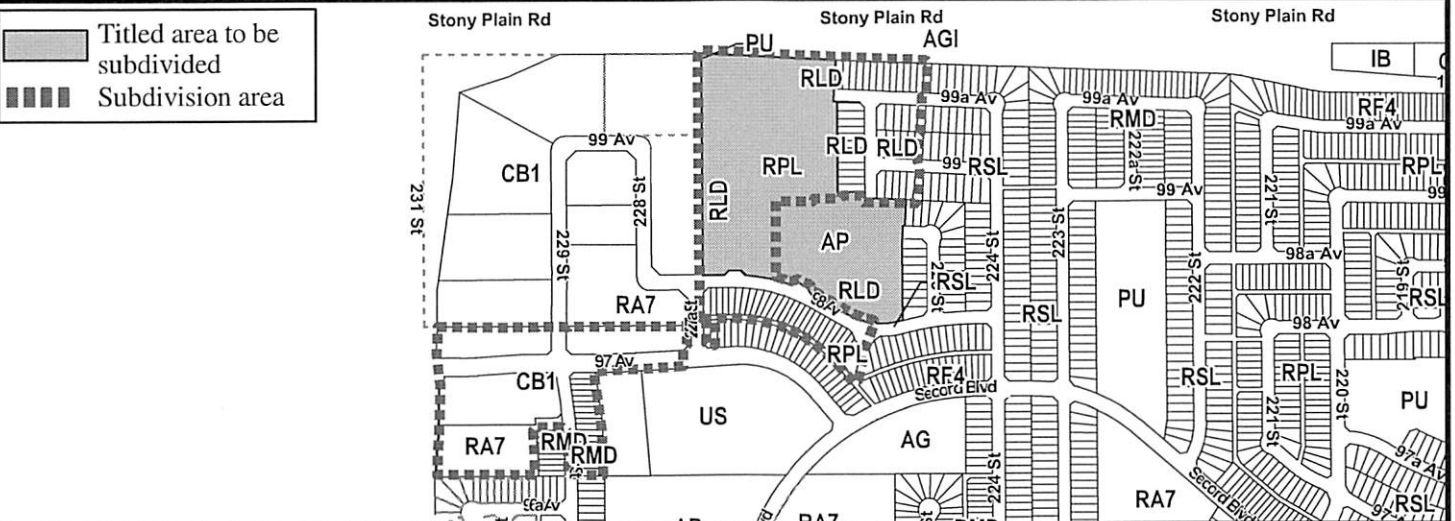 Titled area to be
subdivided
Subdivision area
Stony Plain Rd
Stony Plain Rd
Stony Plain Rd
PU
AGI
IB
RLD
99a Av
99a Av
RF4
RMD
99a Av
222a St
99 Av
RLD
RLD
CB1
RPL
99
RSL
RPL
231 St
228 St
RLD
99 Av
221 St
99
229 St
AP
223 St
224 St
222 St
98a Av
219 St
RLD
RSL
RSL
RA7
98 Av
RSL
PU
98 Av
97 Av
RPL
CB1
RF4
Secord Blvd
RSL
RPL
220 St
PU
US
221 St
RA7
RMD
RMD
AG
224 St
97a Av
Secord Blvd
RA7
RSL
RA7